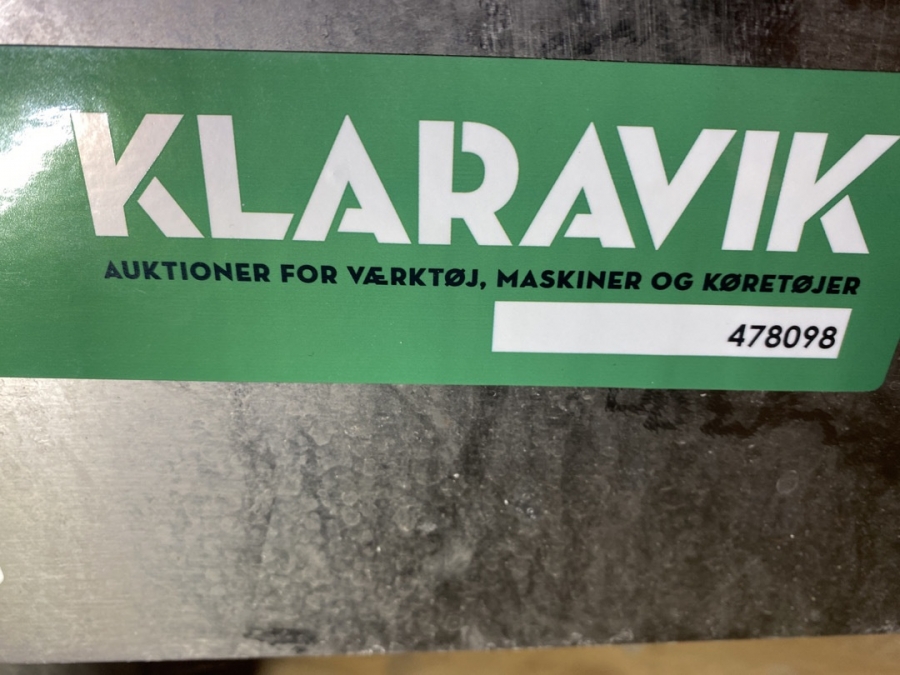 KLARAVIK
AUKTIONER FOR VÆRKTØJ, MASKINER OG KØRETØJER
478098